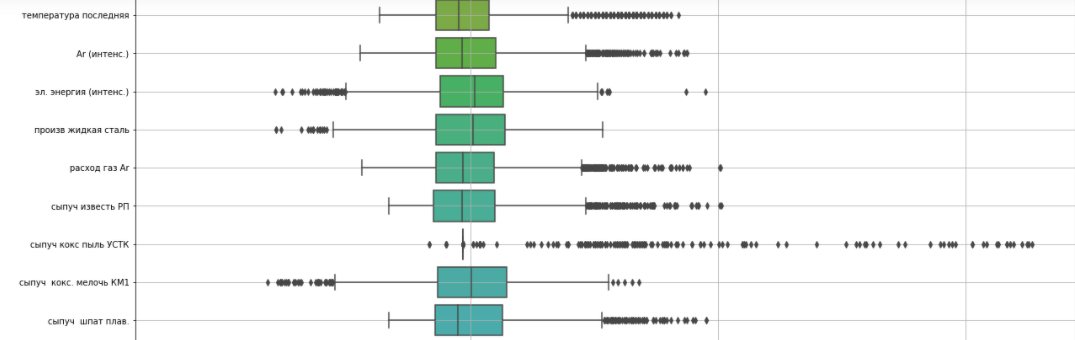 температура последняя
Ar (интенс.)
эл. энергия (интенс.)
произв жидкая сталь
расход газ Ar
сыпуч известь РП
сыпуч кокс пыль УСТК
сыпуч  кокс. мелочь КМ1
сыпуч  шпат плав.